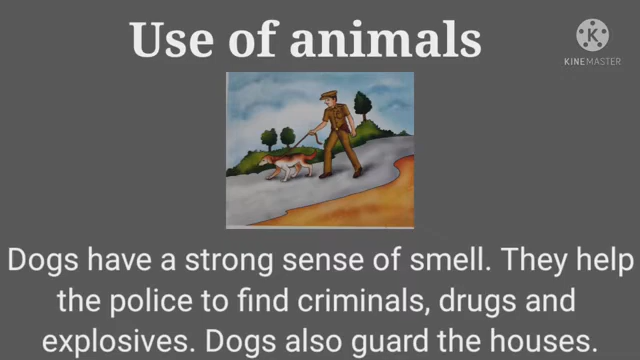 Use of animals
KINEMASTER
Dogs have a strong sense of smell. They help
the police to find criminals, drugs and
explosives. Dogs also guard the houses.